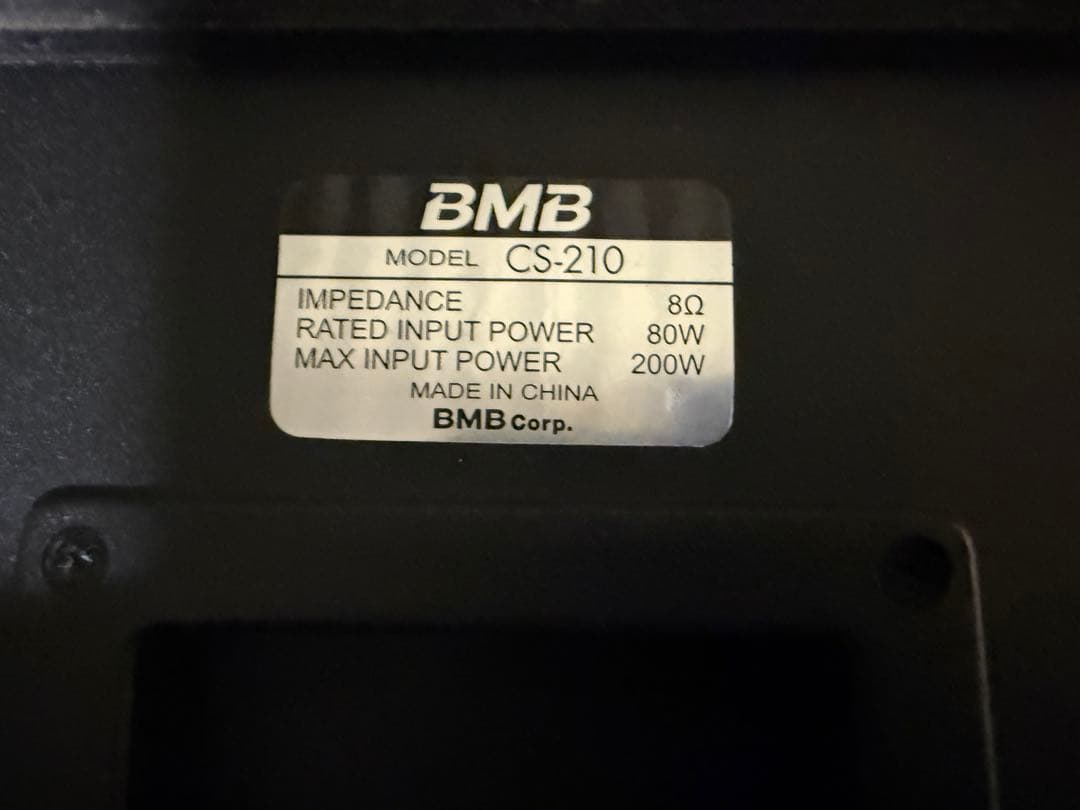 BMB
MODEL CS-210
IMPEDANCE 8Ω
RATED INPUT POWER 80W
MAX INPUT POWER 200W
MADE IN CHINA
BMB Corp.